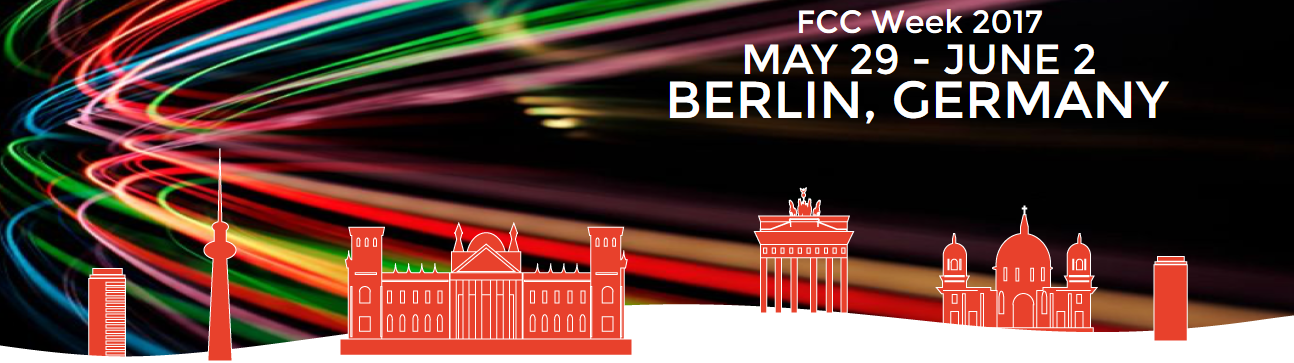 FCC Week 2017
MAY 29 - JUNE 2
BERLIN, GERMANY